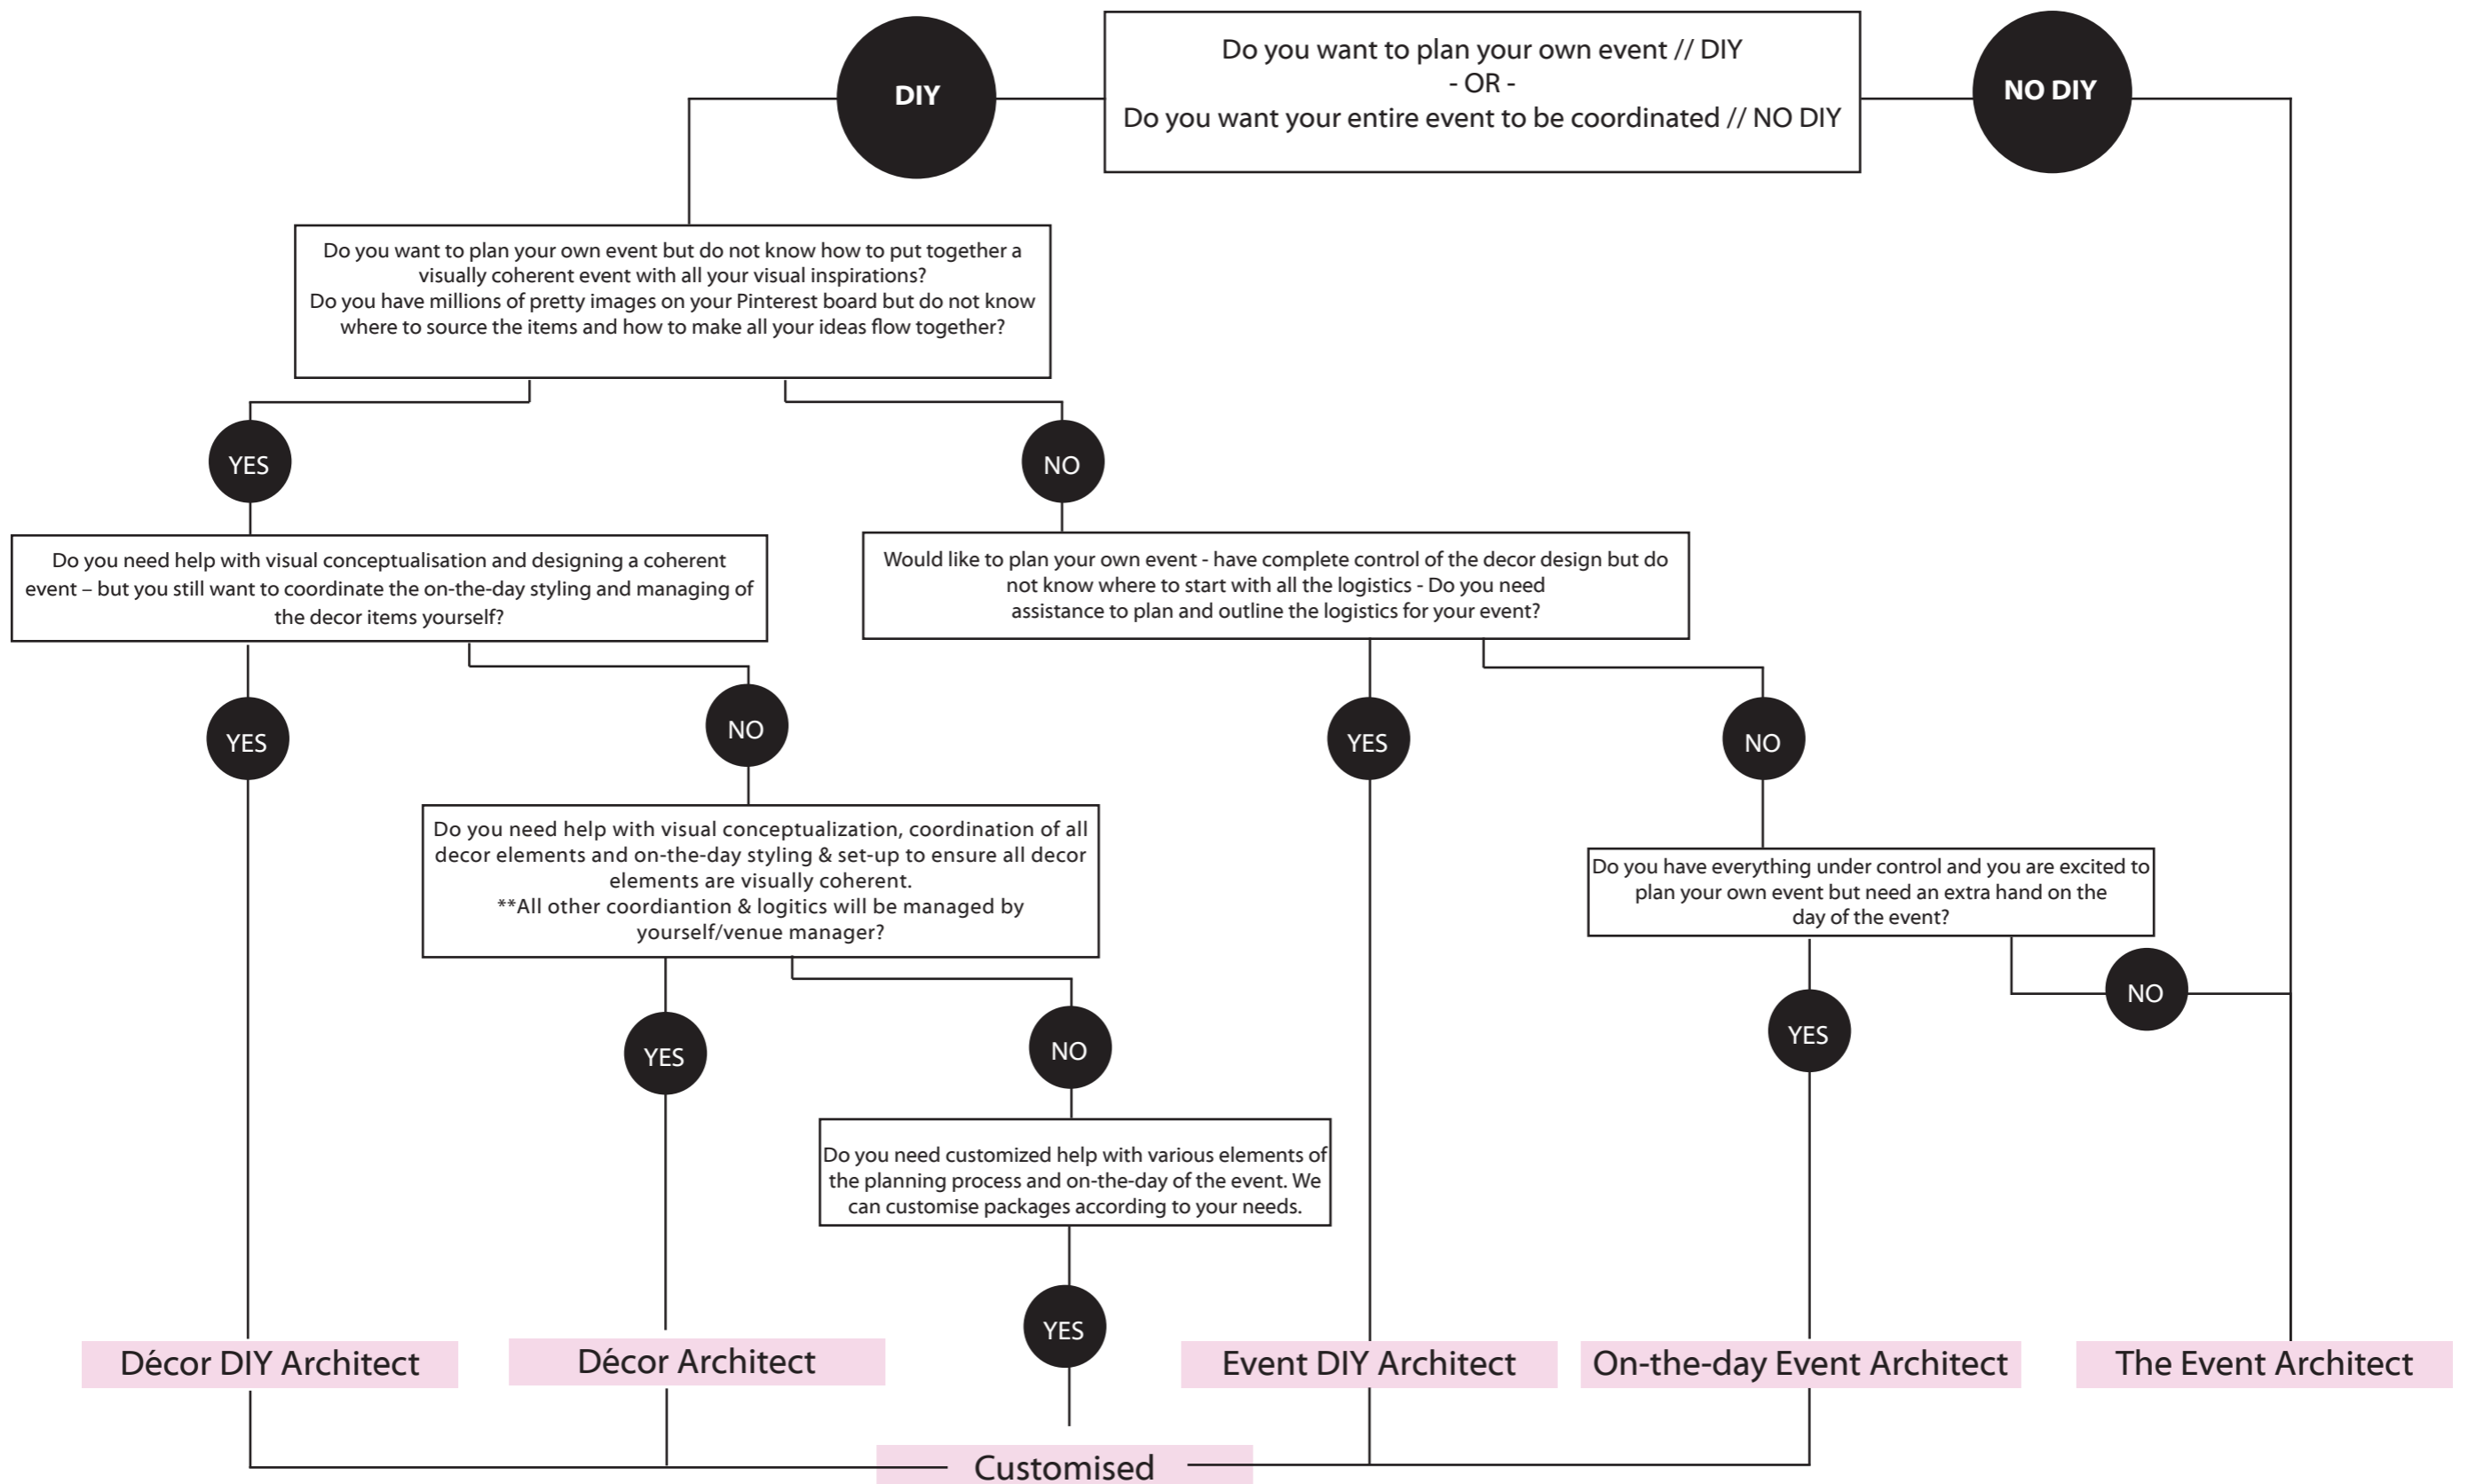 DIY
Do you want to plan your own event // DIY
- OR -
Do you want your entire event to be coordinated // NO DIY
NO DIY
Do you want to plan your own event but do not know how to put together a
visually coherent event with all your visual inspirations?
Do you have millions of pretty images on your Pinterest board but do not know
where to source the items and how to make all your ideas flow together?
YES
NO
Do you need help with visual conceptualisation and designing a coherent
event – but you still want to coordinate the on-the-day styling and managing of
the decor items yourself?
Would like to plan your own event - have complete control of the decor design but do
not know where to start with all the logistics - Do you need
assistance to plan and outline the logistics for your event?
YES
NO
YES
NO
Do you need help with visual conceptualization, coordination of all
decor elements and on-the-day styling & set-up to ensure all decor
elements are visually coherent.
**All other coordiantion & logitics will be managed by
yourself/venue manager?
Do you have everything under control and you are excited to
plan your own event but need an extra hand on the
day of the event?
YES
NO
YES
NO
Do you need customized help with various elements of
the planning process and on-the-day of the event. We
can customise packages according to your needs.
YES
Décor DIY Architect
Décor Architect
Event DIY Architect
On-the-day Event Architect
The Event Architect
Customised